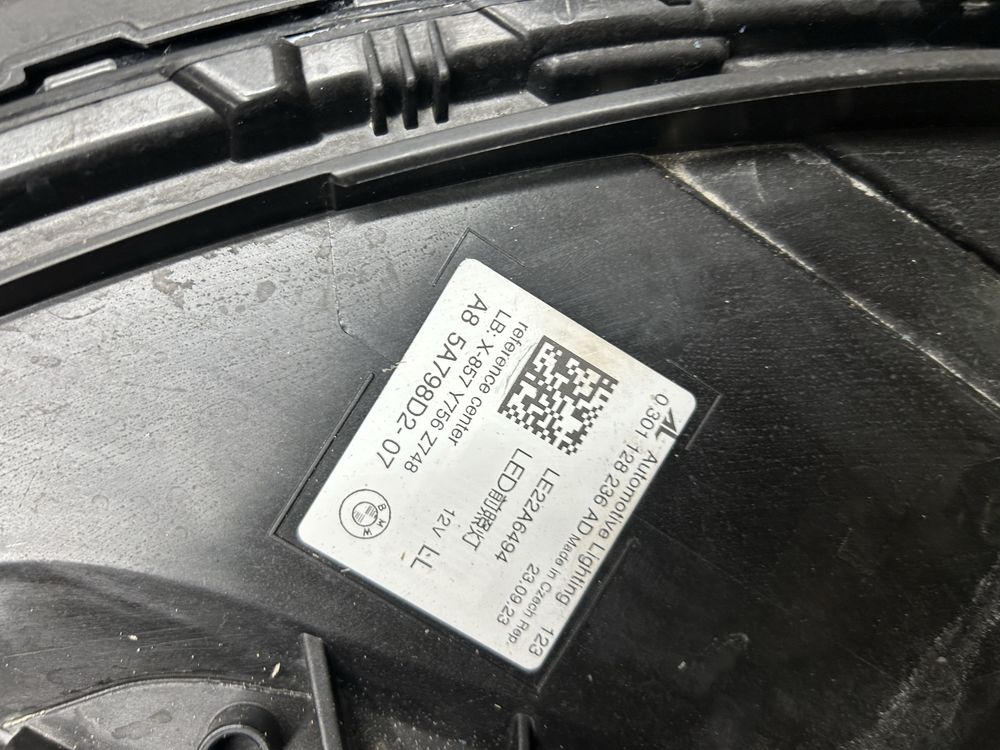 AL Automotive Lighting 123
0 301 128 236 AD Made in Czech Rep.
23.09.23
LE22A6494
LED前照灯
12V L-L
reference center
LB: X-857 Y756 Z748
A8 5A798D2-07
BMW